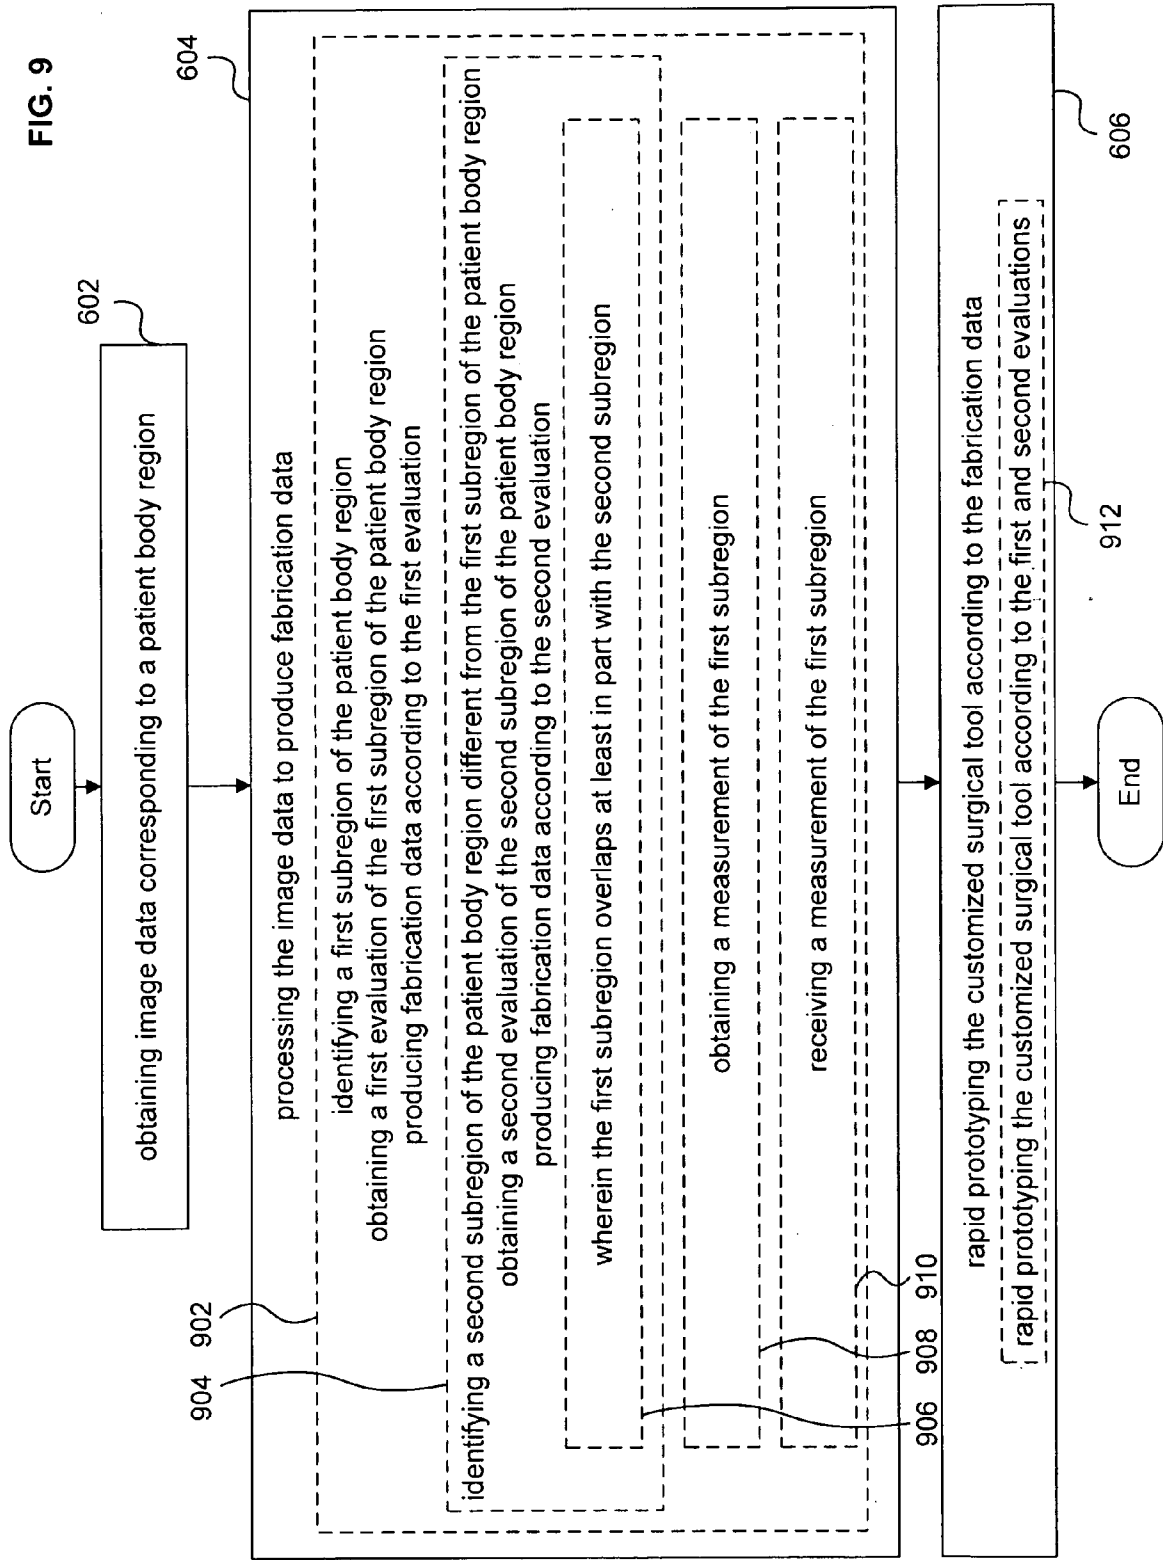 FIG. 9
Start
602
obtaining image data corresponding to a patient body region
604
processing the image data to produce fabrication data
902
identifying a first subregion of the patient body region
obtaining a first evaluation of the first subregion of the patient body region
producing fabrication data according to the first evaluation
904
identifying a second subregion of the patient body region different from the first subregion of the patient body region
obtaining a second evaluation of the second subregion of the patient body region
producing fabrication data according to the second evaluation
wherein the first subregion overlaps at least in part with the second subregion
906
obtaining a measurement of the first subregion
908
receiving a measurement of the first subregion
910
rapid prototyping the customized surgical tool according to the fabrication data
606
rapid prototyping the customized surgical tool according to the first and second evaluations
912
End